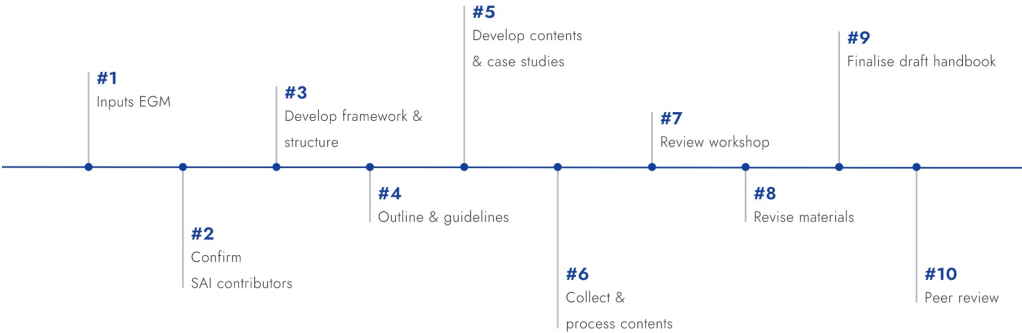 #1
Inputs EGM
#2
Confirm
SAI contributors
#3
Develop framework &
structure
#4
Outline & guidelines
#5
Develop contents
& case studies
#6
Collect &
process contents
#7
Review workshop
#8
Revise materials
#9
Finalise draft handbook
#10
Peer review